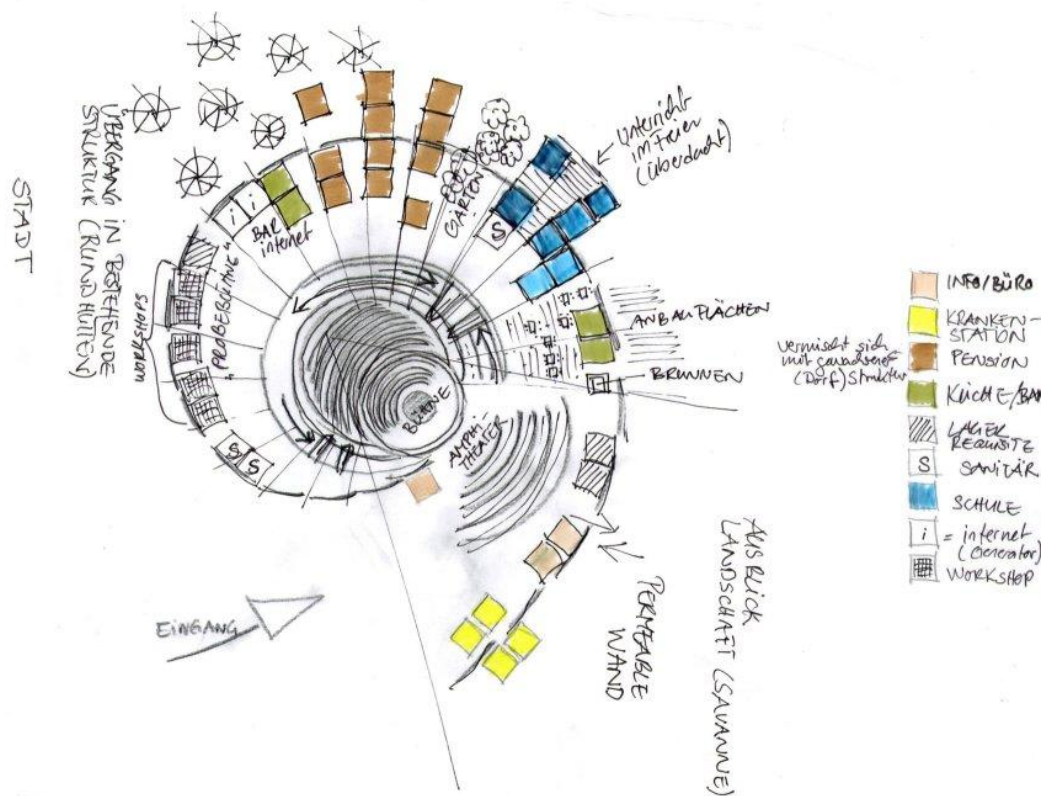 STADT
ÜBERGANG IN BESTEHENDE
STRUKTUR (RUNDHÜTTEN)
WORKSHOPS
"PROBEBÜHNE"
i
i
BAR
internet
GÄRTEN
S
Unterricht
im Freien
(überdacht)
ANBAUFLÄCHEN
BRUNNEN
BÜHNE
AMPHI-
THEATER
S
S
EINGANG
PERMEABLE
WAND
AUSBLICK
LANDSCHAFT (SAVANNE)
vermischt sich
mit gewachsener
(Dorf) Struktur
INFO/BÜRO
KRANKEN-
STATION
PENSION
KÜCHE/BAR
LAGER
REQUISITE
S SANITÄR
SCHULE
i = internet
(Generator)
WORKSHOP